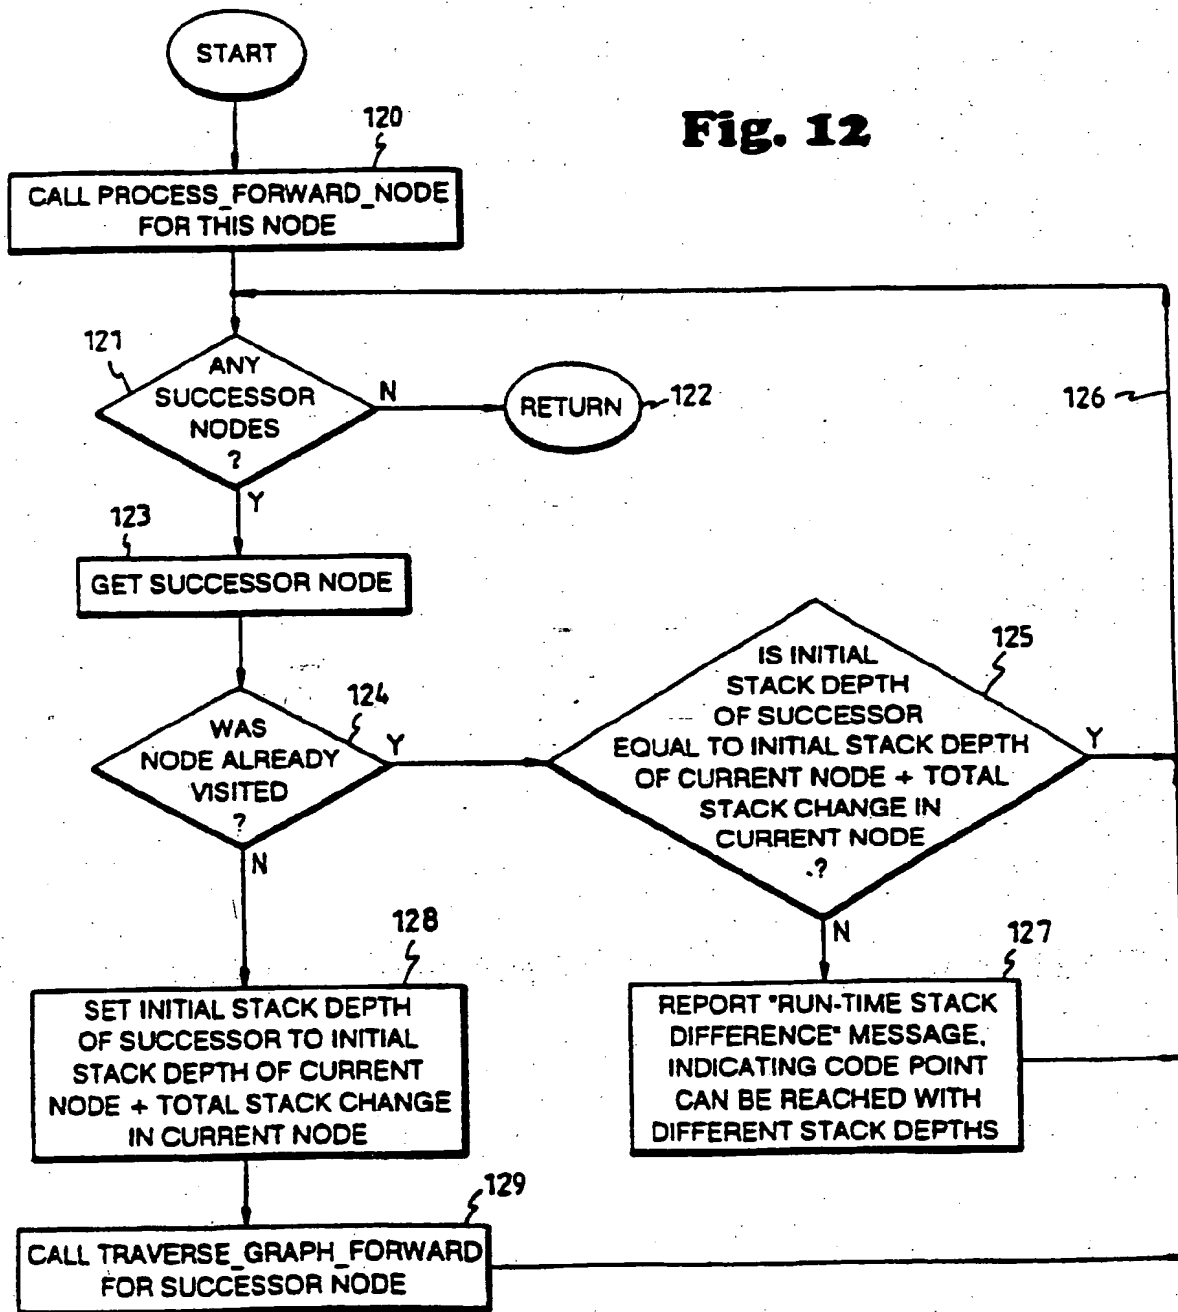 START
Fig. 12
120
CALL PROCESS_FORWARD_NODE
FOR THIS NODE
121
ANY
SUCCESSOR
NODES
?
N
RETURN
122
126
Y
123
GET SUCCESSOR NODE
124
WAS
NODE ALREADY
VISITED
?
Y
N
125
IS INITIAL
STACK DEPTH
OF SUCCESSOR
EQUAL TO INITIAL STACK DEPTH
OF CURRENT NODE + TOTAL
STACK CHANGE IN
CURRENT NODE
?
Y
N
128
SET INITIAL STACK DEPTH
OF SUCCESSOR TO INITIAL
STACK DEPTH OF CURRENT
NODE + TOTAL STACK CHANGE
IN CURRENT NODE
127
REPORT "RUN-TIME STACK
DIFFERENCE" MESSAGE,
INDICATING CODE POINT
CAN BE REACHED WITH
DIFFERENT STACK DEPTHS
129
CALL TRAVERSE_GRAPH_FORWARD
FOR SUCCESSOR NODE